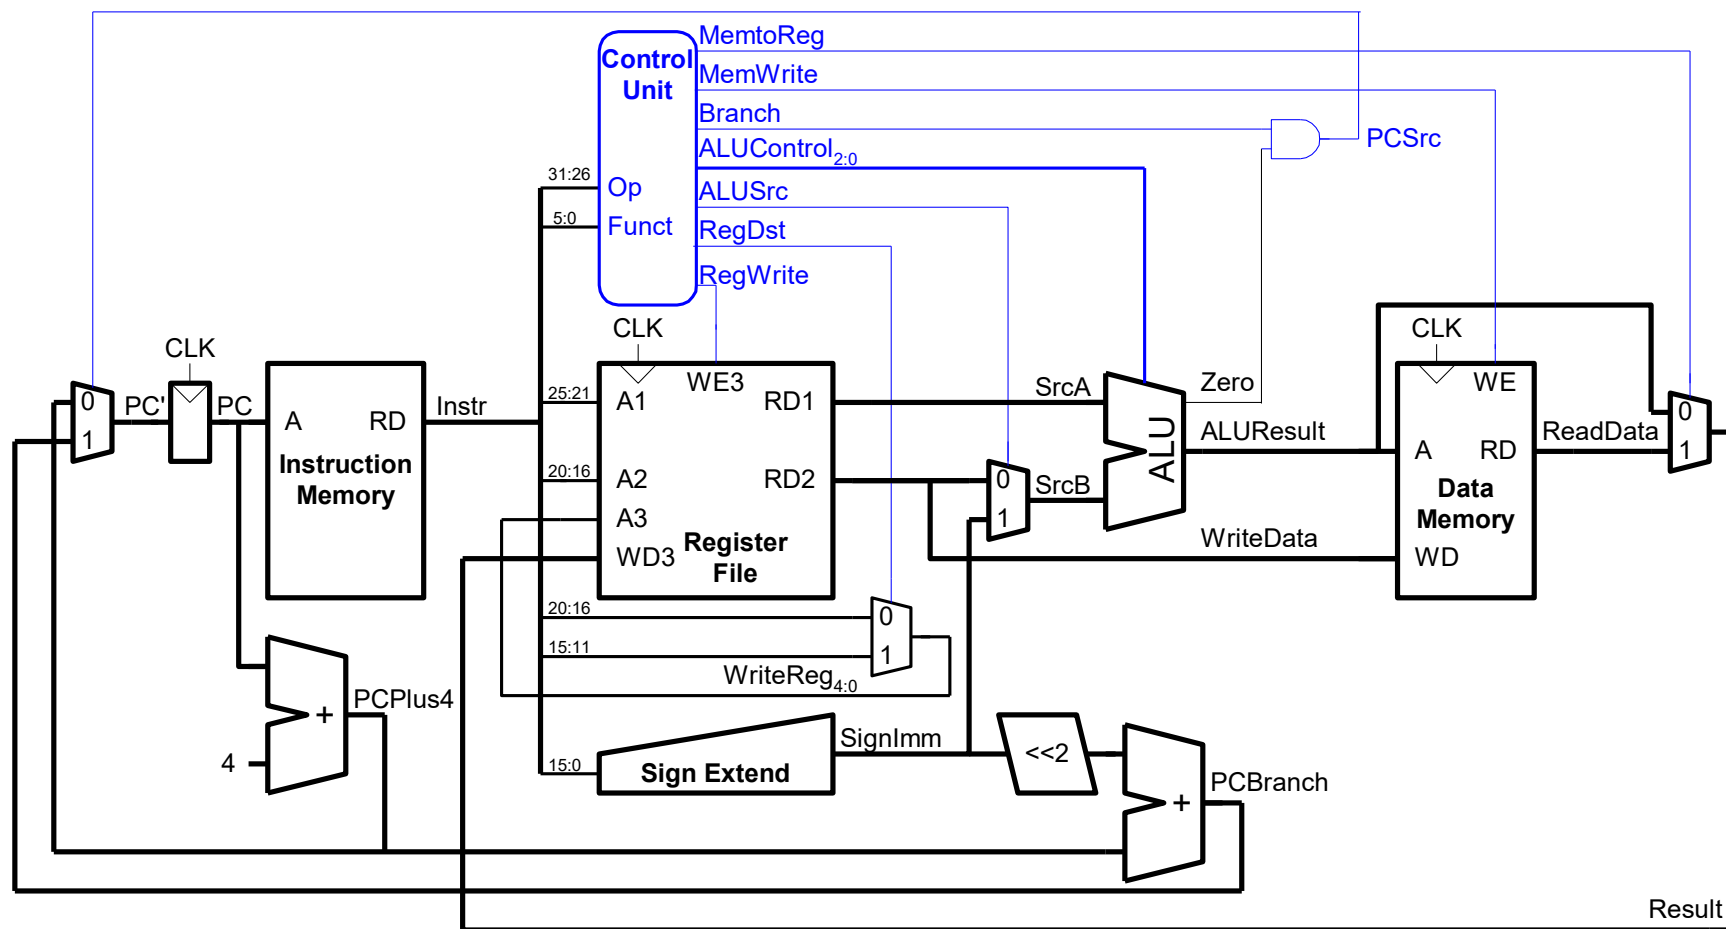 MemtoReg
Control
Unit
MemWrite
Branch
PCSrc
ALUControl2:0
31:26
Op
ALUSrc
5:0
Funct
RegDst
RegWrite
CLK
CLK
CLK
0
1
PC'
PC
A
RD
Instruction
Memory
Instr
25:21
A1
WE3
RD1
SrcA
Zero
ALU
ALUResult
A
WE
RD
ReadData
0
1
20:16
A2
RD2
0
1
SrcB
A3
Data
Memory
WD3
Register
File
WriteData
WD
20:16
0
15:11
1
WriteReg4:0
PCPlus4
+
4
SignImm
15:0
Sign Extend
<<2
PCBranch
+
Result